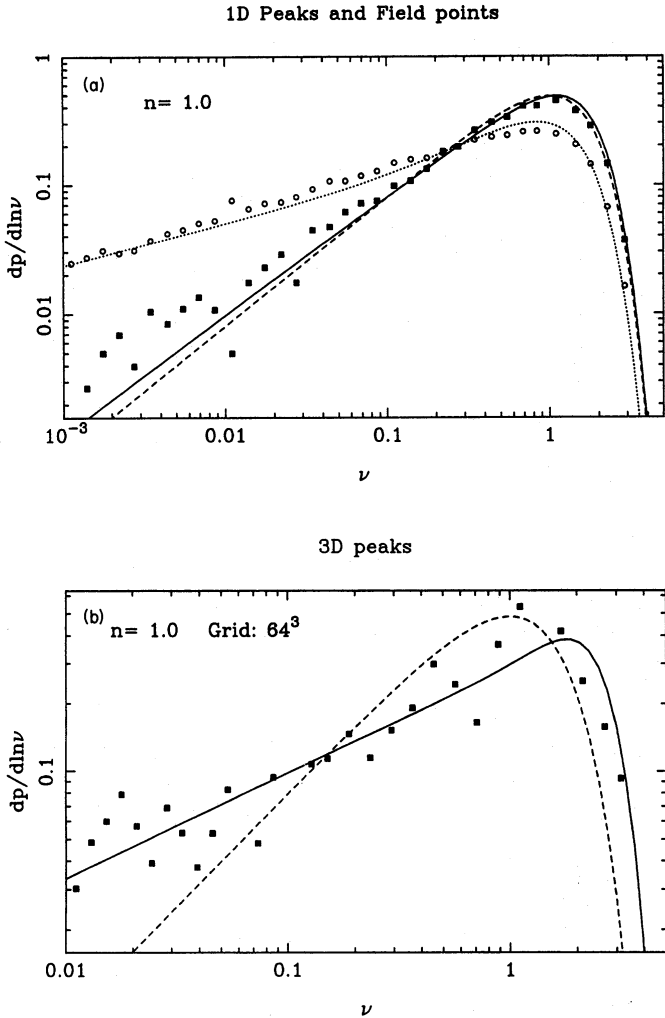 1D Peaks and Field points
(a)
n= 1.0
1
0.1
0.01
dp/dlnν
10⁻³
0.01
0.1
1
ν
3D peaks
(b)
n= 1.0 Grid: 64³
0.1
dp/dlnν
0.01
0.1
1
ν